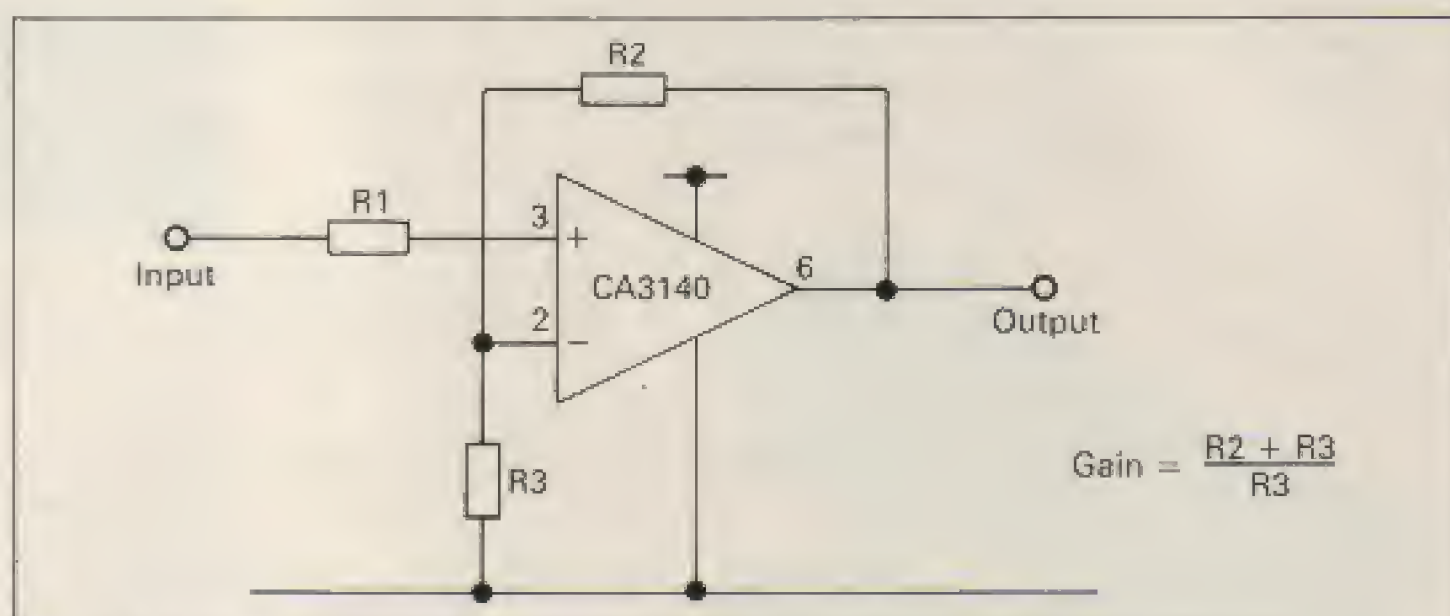 R2
R1
3
+
6
Input
CA3140
2
−
Output
R3
Gain = R2 + R3
R3